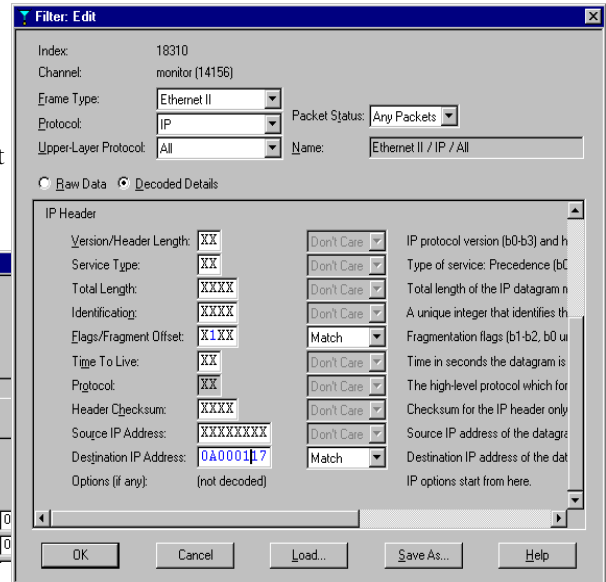 Filter: Edit
Index: 18310
Channel: monitor (14156)
Frame Type: Ethernet II
Protocol: IP Packet Status: Any Packets
Upper-Layer Protocol: All Name: Ethernet II / IP / All
Raw Data Decoded Details
IP Header
Version/Header Length: XX Don't Care IP protocol version (b0-b3) and h
Service Type: XX Don't Care Type of service: Precedence (b0
Total Length: XXXX Don't Care Total length of the IP datagram n
Identification: XXXX Don't Care A unique integer that identifies th
Flags/Fragment Offset: X1XX Match Fragmentation flags (b1-b2, b0 u
Time To Live: XX Don't Care Time in seconds the datagram is
Protocol: XX Don't Care The high-level protocol which for
Header Checksum: XXXX Don't Care Checksum for the IP header only
Source IP Address: XXXXXXXX Don't Care Source IP address of the datagra
Destination IP Address: 0A000117 Match Destination IP address of the dat
Options (if any): (not decoded) IP options start from here.
OK Cancel Load... Save As... Help